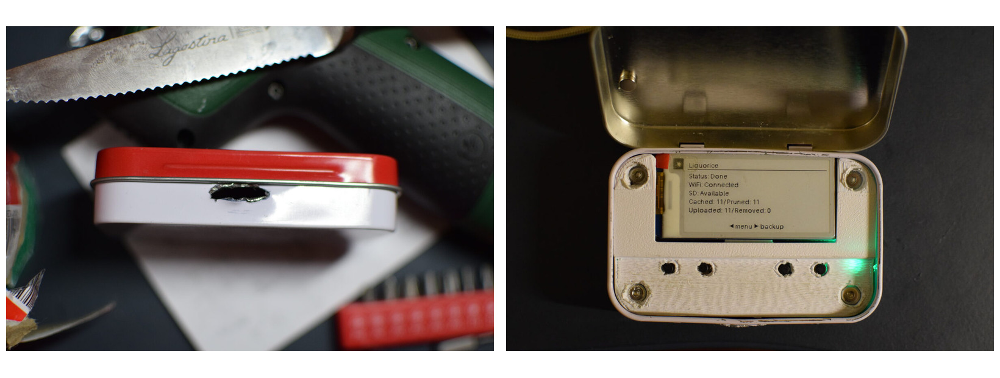 Lagostina
Liquorice
Status: Done
WiFi: Connected
SD: Available
Cached: 11/Pruned: 11
Uploaded: 11/Removed: 0
◀ menu ▶ backup